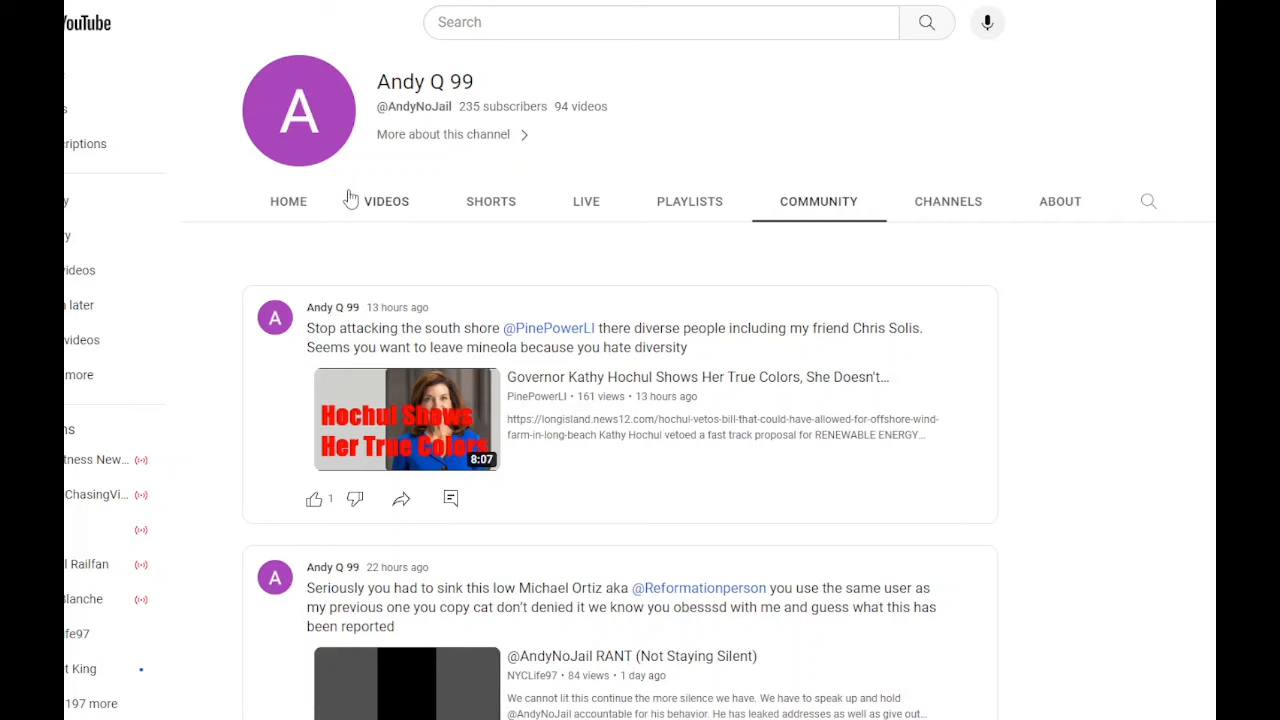 YouTube
Search
A
Andy Q 99
@AndyNoJail 235 subscribers 94 videos
More about this channel
HOME VIDEOS SHORTS LIVE PLAYLISTS COMMUNITY CHANNELS ABOUT
s
criptions
y
ry
videos
n later
videos
more
ns
tness New...
ChasingVi...
l Railfan
Blanche
ife97
t King
197 more
A
Andy Q 99 13 hours ago
Stop attacking the south shore @PinePowerLI there diverse people including my friend Chris Solis.
Seems you want to leave mineola because you hate diversity
Hochul Shows
Her True Colors
8:07
Governor Kathy Hochul Shows Her True Colors, She Doesn't...
PinePowerLI • 161 views • 13 hours ago
https://longisland.news12.com/hochul-vetos-bill-that-could-have-allowed-for-offshore-wind-
farm-in-long-beach Kathy Hochul vetoed a fast track proposal for RENEWABLE ENERGY...
1
A
Andy Q 99 22 hours ago
Seriously you had to sink this low Michael Ortiz aka @Reformationperson you use the same user as
my previous one you copy cat don't denied it we know you obesssd with me and guess what this has
been reported
@AndyNoJail RANT (Not Staying Silent)
NYCLife97 • 84 views • 1 day ago
We cannot lit this continue the more silence we have. We have to speak up and hold
@AndyNoJail accountable for his behavior. He has leaked addresses as well as give out...